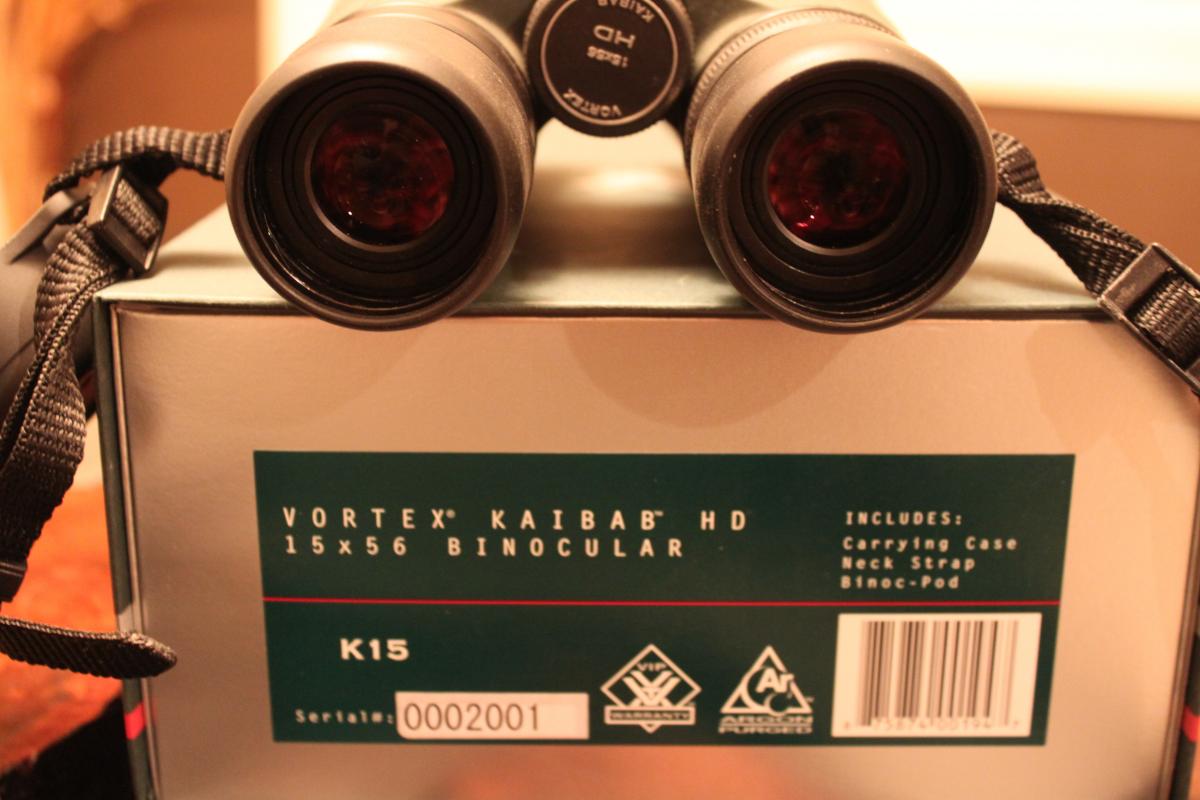 KAIBAB
HD
15x56
VORTEX
VORTEX® KAIBAB™ HD
15x56 BINOCULAR
INCLUDES:
Carrying Case
Neck Strap
Binoc-Pod
K15
Serial#: 0002001
VIP
WARRANTY
Ar
ARGON
PURGED